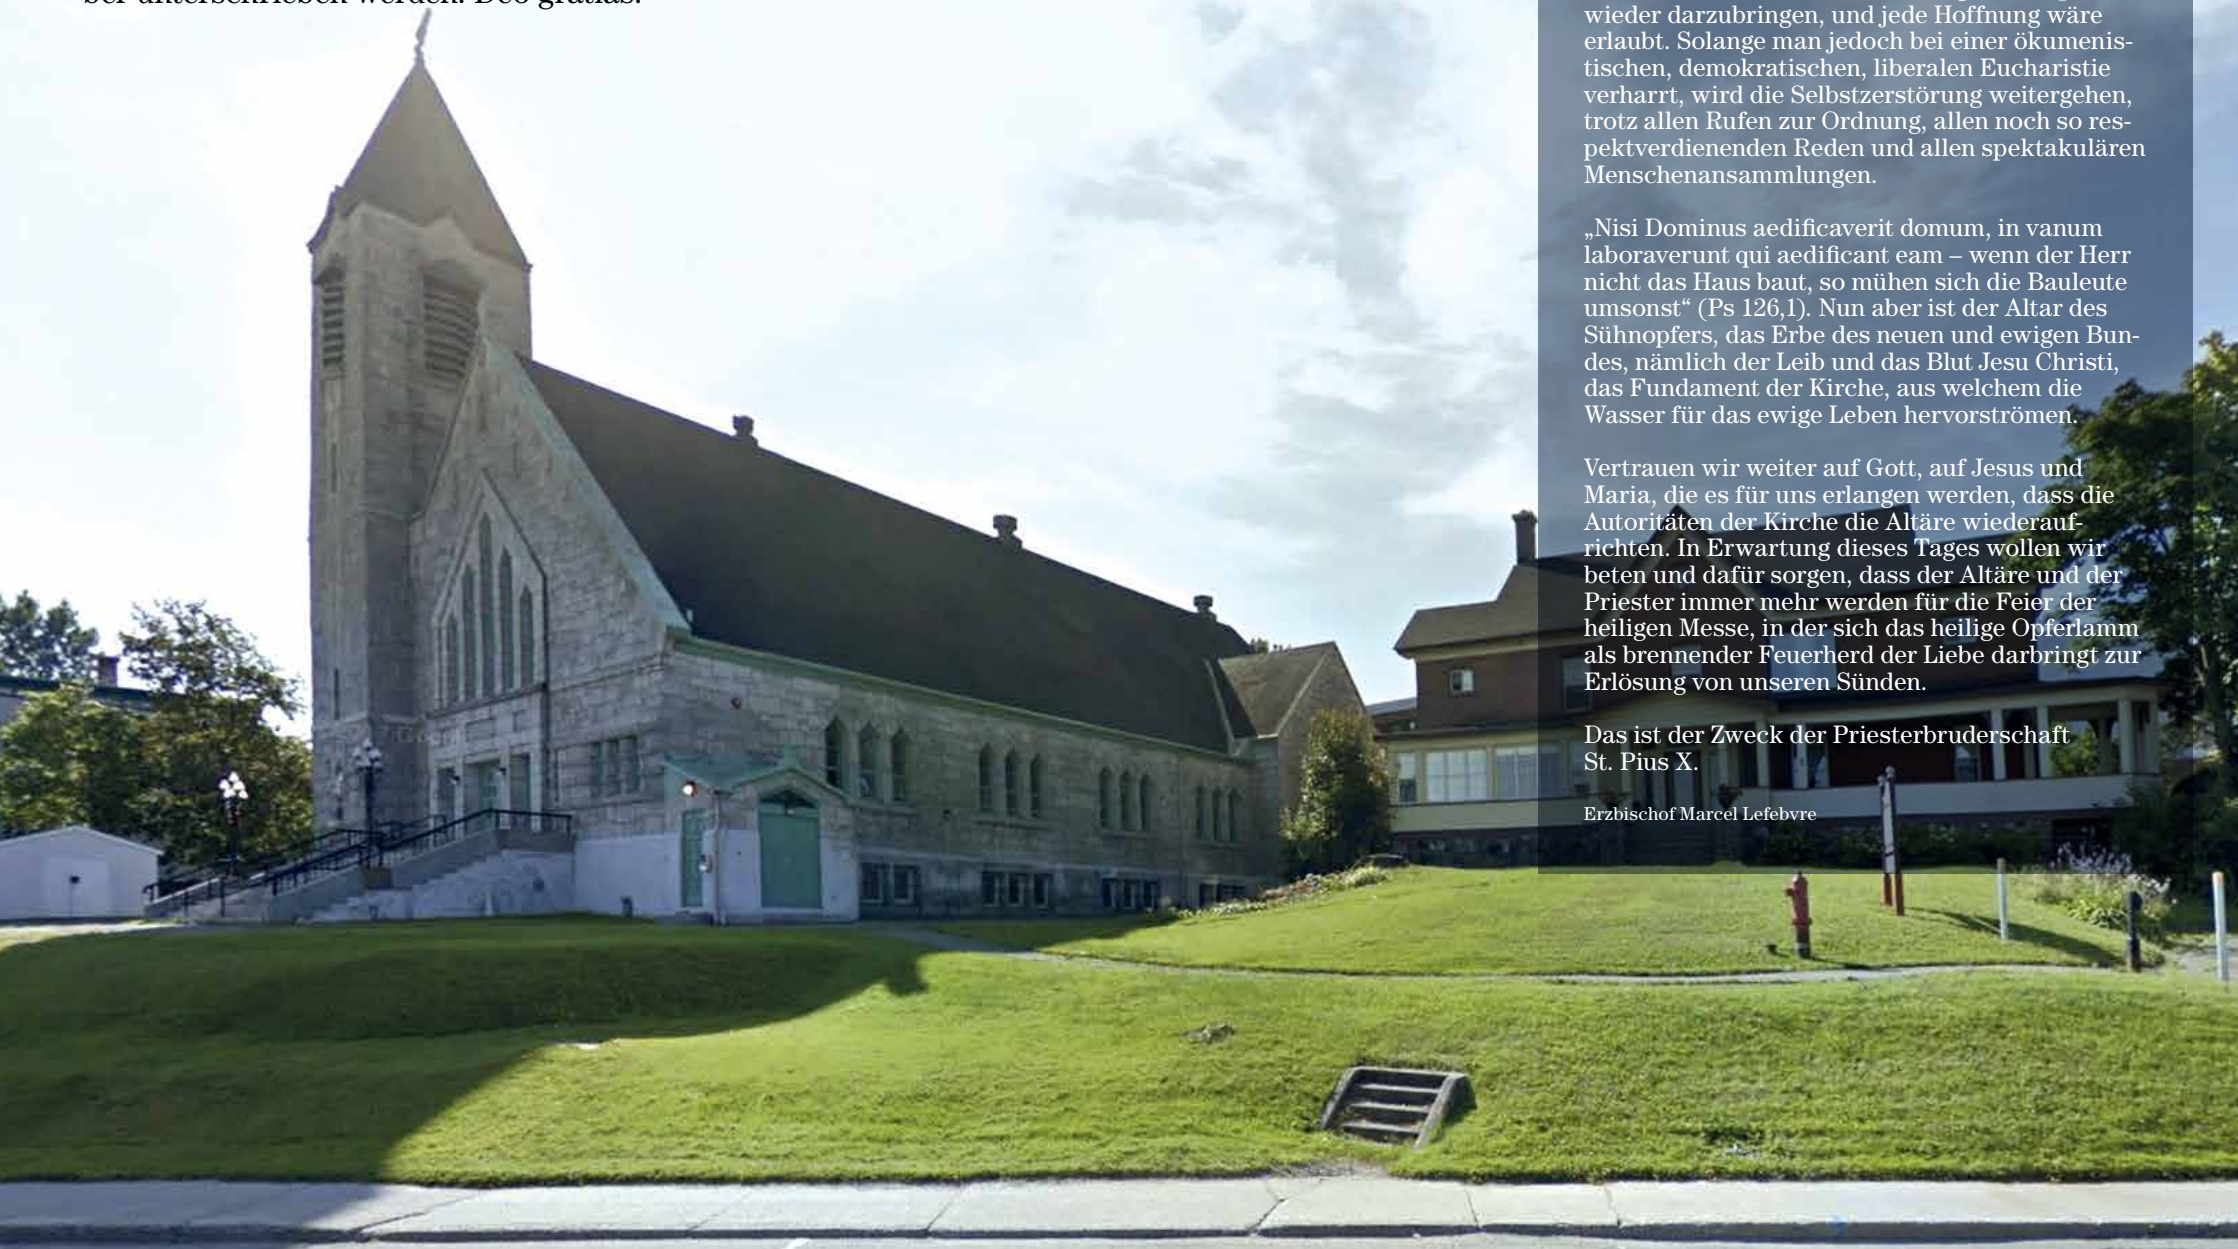 ber unterschrieben werden. Deo gratias.
wieder darzubringen, und jede Hoffnung wäre
erlaubt. Solange man jedoch bei einer ökumenis-
tischen, demokratischen, liberalen Eucharistie
verharrt, wird die Selbstzerstörung weitergehen,
trotz allen Rufen zur Ordnung, allen noch so res-
pektverdienenden Reden und allen spektakulären
Menschenansammlungen.
„Nisi Dominus aedificaverit domum, in vanum
laboraverunt qui aedificant eam – wenn der Herr
nicht das Haus baut, so mühen sich die Bauleute
umsonst“ (Ps 126,1). Nun aber ist der Altar des
Sühnopfers, das Erbe des neuen und ewigen Bun-
des, nämlich der Leib und das Blut Jesu Christi,
das Fundament der Kirche, aus welchem die
Wasser für das ewige Leben hervorströmen.
Vertrauen wir weiter auf Gott, auf Jesus und
Maria, die es für uns erlangen werden, dass die
Autoritäten der Kirche die Altäre wiederauf-
richten. In Erwartung dieses Tages wollen wir
beten und dafür sorgen, dass der Altäre und der
Priester immer mehr werden für die Feier der
heiligen Messe, in der sich das heilige Opferlamm
als brennender Feuerherd der Liebe darbringt zur
Erlösung von unseren Sünden.
Das ist der Zweck der Priesterbruderschaft
St. Pius X.
Erzbischof Marcel Lefebvre